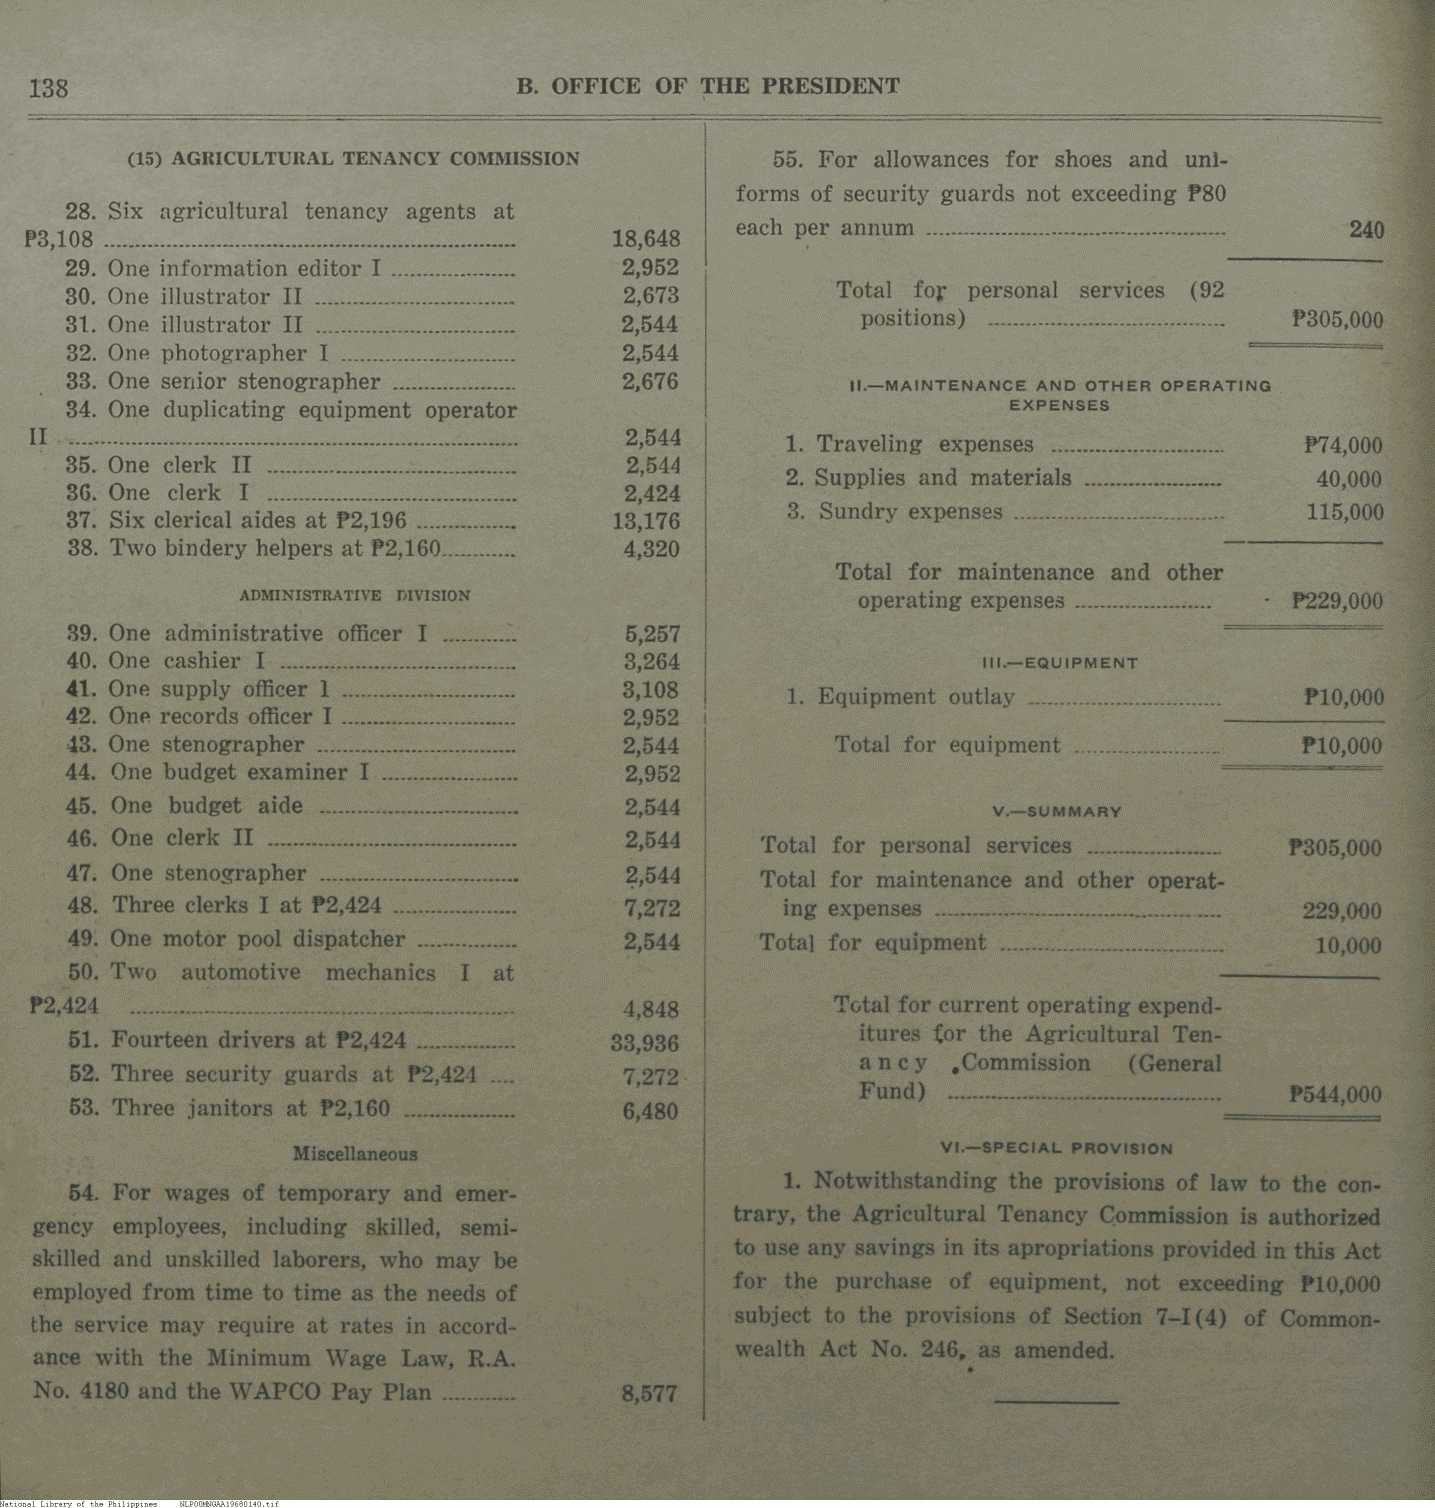 138
B. OFFICE OF THE PRESIDENT
(15) AGRICULTURAL TENANCY COMMISSION
28. Six agricultural tenancy agents at
₱3,108 18,648
29. One information editor I 2,952
30. One illustrator II 2,673
31. One illustrator II 2,544
32. One photographer I 2,544
33. One senior stenographer 2,676
34. One duplicating equipment operator
II 2,544
35. One clerk II 2,544
36. One clerk I 2,424
37. Six clerical aides at ₱2,196 13,176
38. Two bindery helpers at ₱2,160 4,320
ADMINISTRATIVE DIVISION
39. One administrative officer I 5,257
40. One cashier I 3,264
41. One supply officer 1 3,108
42. One records officer I 2,952
43. One stenographer 2,544
44. One budget examiner I 2,952
45. One budget aide 2,544
46. One clerk II 2,544
47. One stenographer 2,544
48. Three clerks I at ₱2,424 7,272
49. One motor pool dispatcher 2,544
50. Two automotive mechanics I at
₱2,424 4,848
51. Fourteen drivers at ₱2,424 33,936
52. Three security guards at ₱2,424 7,272
53. Three janitors at ₱2,160 6,480
Miscellaneous
54. For wages of temporary and emer-
gency employees, including skilled, semi-
skilled and unskilled laborers, who may be
employed from time to time as the needs of
the service may require at rates in accord-
ance with the Minimum Wage Law, R.A.
No. 4180 and the WAPCO Pay Plan 8,577
55. For allowances for shoes and uni-
forms of security guards not exceeding ₱80
each per annum 240
Total for personal services (92
positions) ₱305,000
II.—MAINTENANCE AND OTHER OPERATING
EXPENSES
1. Traveling expenses ₱74,000
2. Supplies and materials 40,000
3. Sundry expenses 115,000
Total for maintenance and other
operating expenses ₱229,000
III.—EQUIPMENT
1. Equipment outlay ₱10,000
Total for equipment ₱10,000
V.—SUMMARY
Total for personal services ₱305,000
Total for maintenance and other operat-
ing expenses 229,000
Total for equipment 10,000
Total for current operating expend-
itures for the Agricultural Ten-
ancy Commission (General
Fund) ₱544,000
VI.—SPECIAL PROVISION
1. Notwithstanding the provisions of law to the con-
trary, the Agricultural Tenancy Commission is authorized
to use any savings in its apropriations provided in this Act
for the purchase of equipment, not exceeding ₱10,000
subject to the provisions of Section 7-I(4) of Common-
wealth Act No. 246, as amended.
National Library of the Philippines NLPO0MNGAA19680140.tif